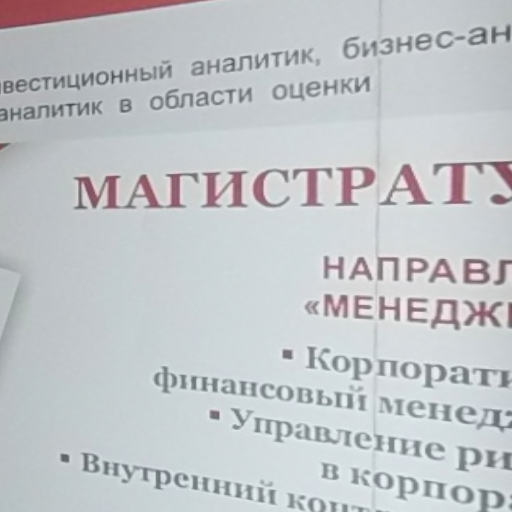 вестиционный аналитик, бизнес-ан
аналитик в области оценки
МАГИСТРАТУ
НАПРАВЛ
«МЕНЕДЖ
▪ Корпорати
финансовый менедж
▪ Управление ри
в корпор
▪ Внутренний конт